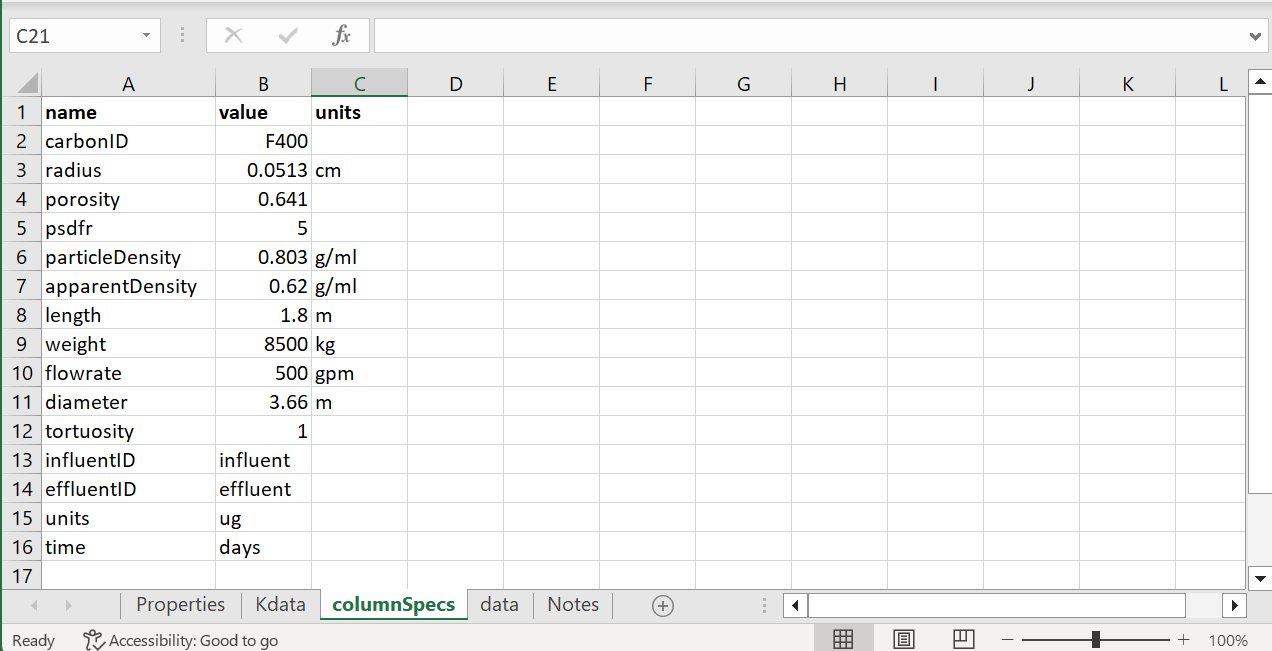 C21 fx
A B C D E F G H I J K L
1 name value units
2 carbonID F400
3 radius 0.0513 cm
4 porosity 0.641
5 psdfr 5
6 particleDensity 0.803 g/ml
7 apparentDensity 0.62 g/ml
8 length 1.8 m
9 weight 8500 kg
10 flowrate 500 gpm
11 diameter 3.66 m
12 tortuosity 1
13 influentID influent
14 effluentID effluent
15 units ug
16 time days
17
Properties Kdata columnSpecs data Notes
Ready Accessibility: Good to go 100%